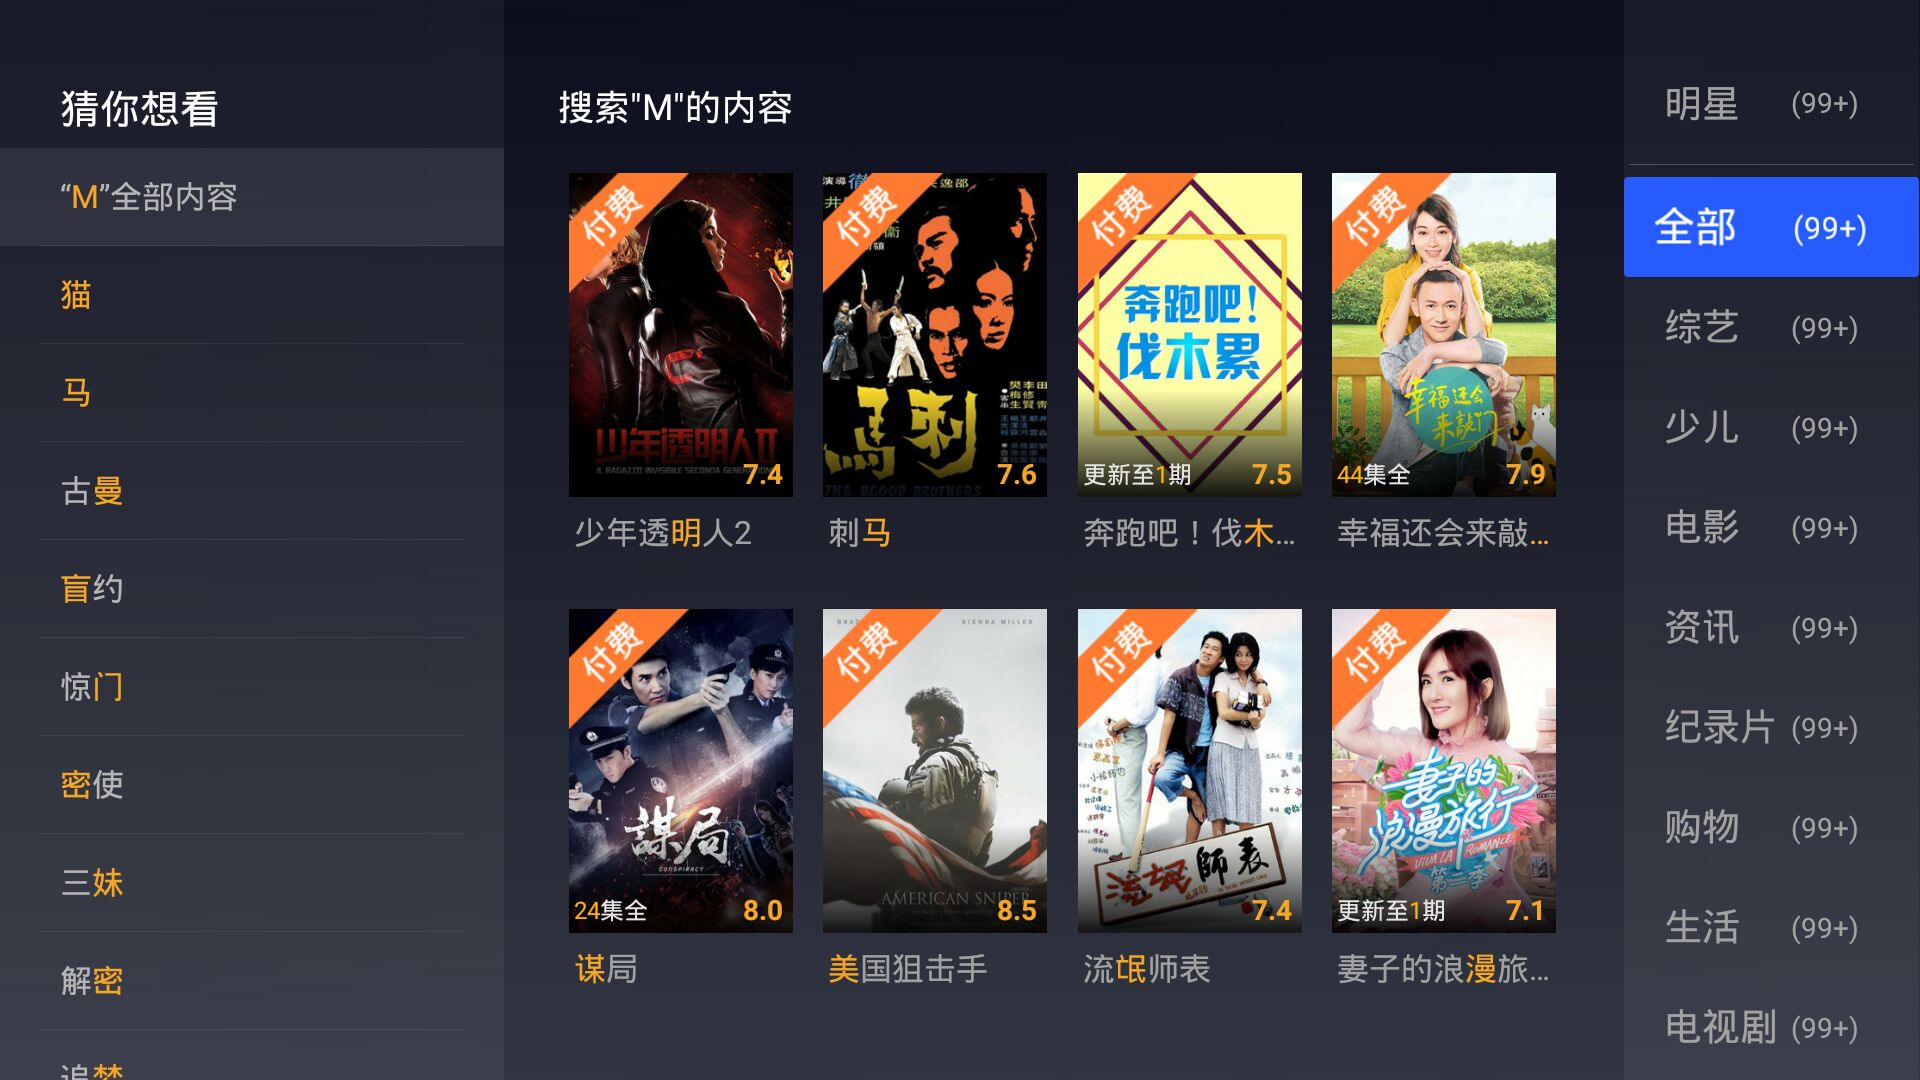 猜你想看
“M”全部内容
猫
马
古曼
盲约
惊门
密使
三妹
解密
追梦
搜索"M"的内容
付费
少年透明人II
IL RAGAZZO INVISIBILE SECONDA GENERAZIONE
7.4
少年透明人2
付费
刺馬
THE BLOOD BROTHERS
7.6
刺马
付费
奔跑吧!
伐木累
更新至1期
7.5
奔跑吧！伐木...
付费
幸福还会
来敲门
44集全
7.9
幸福还会来敲...
付费
謀局
CONSPIRACY
24集全
8.0
谋局
付费
SIENNA MILLER
AMERICAN SNIPER
8.5
美国狙击手
付费
流氓師表
7.4
流氓师表
付费
妻子的
浪漫旅行
VIVA LA ROMANCE
第二季
更新至1期
7.1
妻子的浪漫旅...
明星 (99+)
全部 (99+)
综艺 (99+)
少儿 (99+)
电影 (99+)
资讯 (99+)
纪录片 (99+)
购物 (99+)
生活 (99+)
电视剧 (99+)